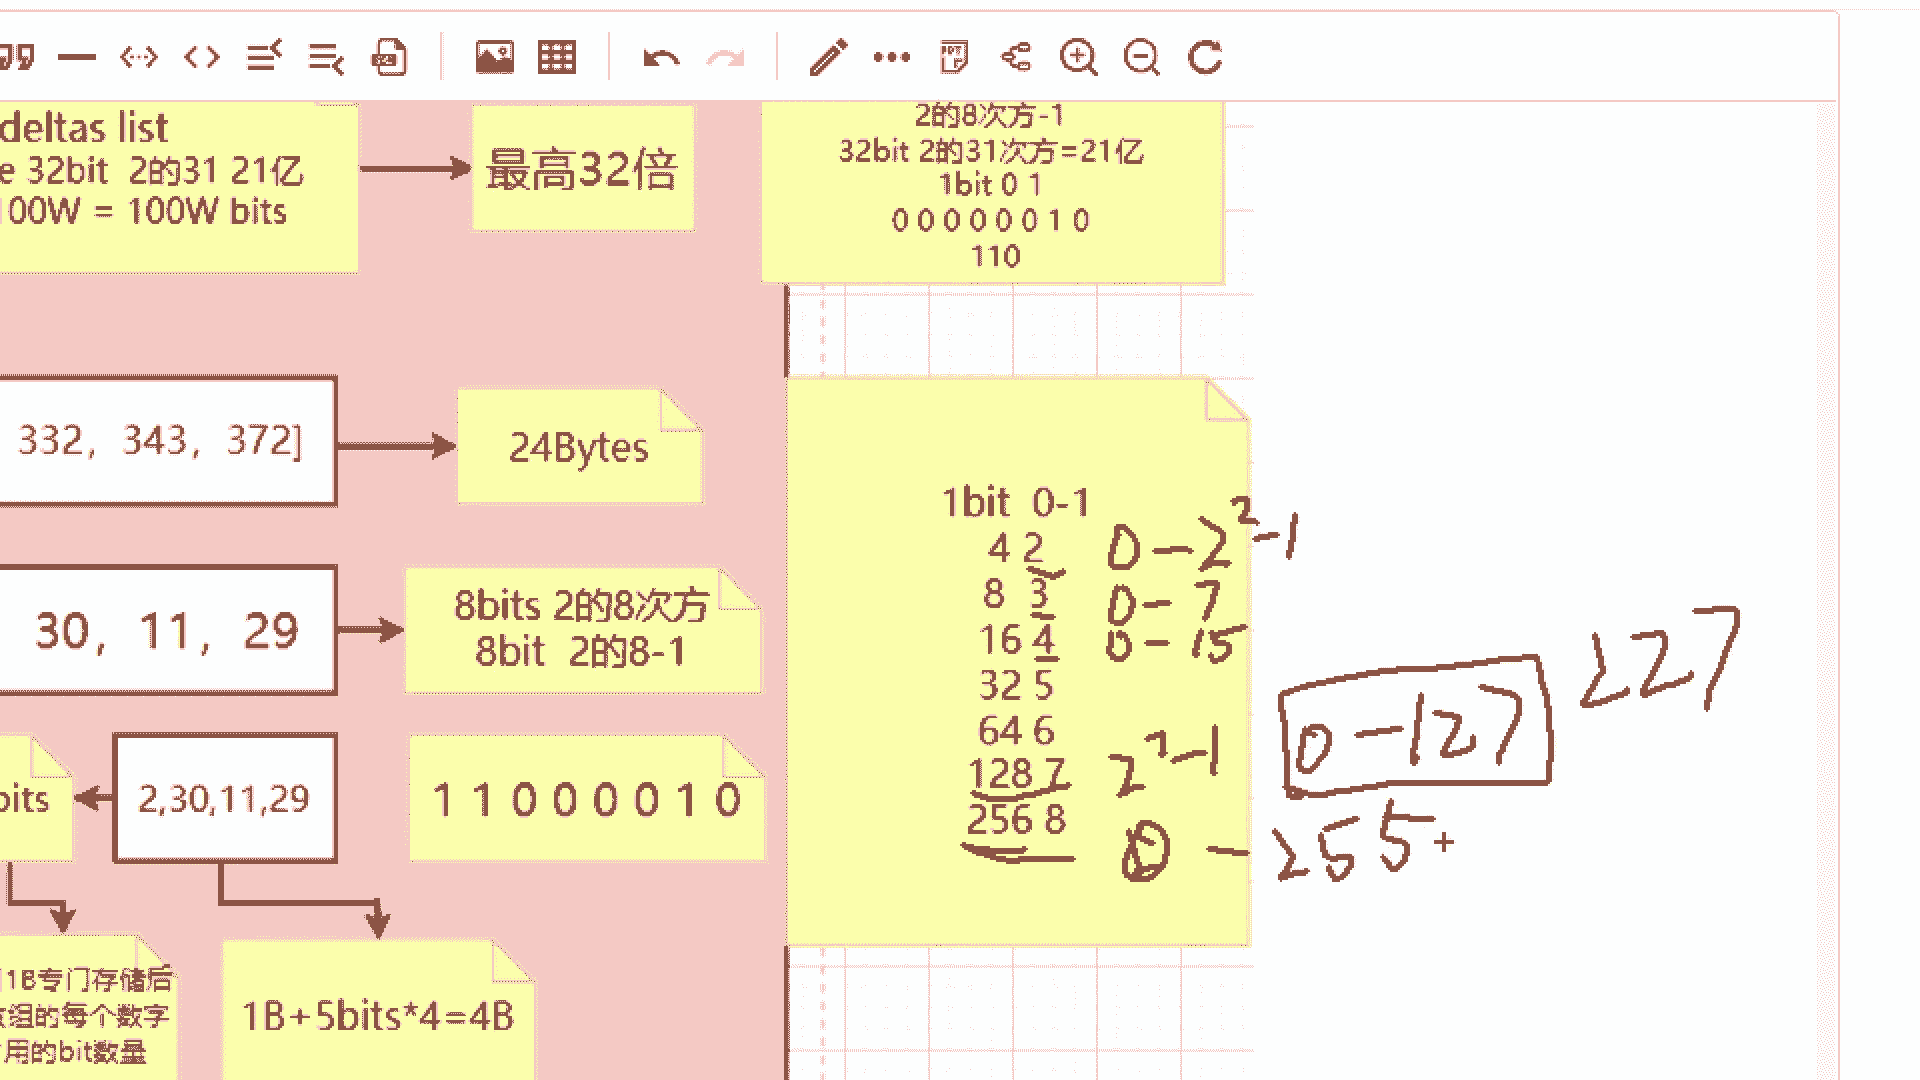 deltas list
e 32bit 2的31 21亿
100W = 100W bits
最高32倍
2的8次方-1
32bit 2的31次方=21亿
1bit 0 1
0 0 0 0 0 0 1 0
110
332, 343, 372]
24Bytes
30, 11, 29
8bits 2的8次方
8bit 2的8-1
bits
2,30,11,29
1 1 0 0 0 0 1 0
1B专门存储后
数组的每个数字
用的bit数量
1B+5bits*4=4B
1bit 0-1
4 2 0-2²-1
8 3 0-7
16 4 0-15
32 5
64 6
128 7
256 8
0-127
227
0-255